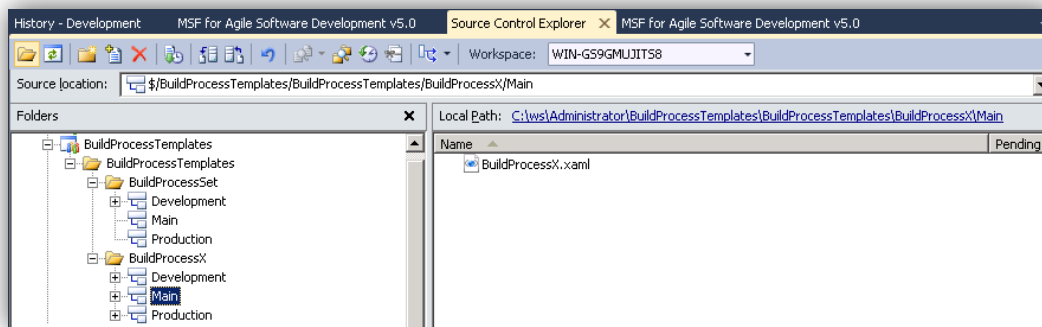 History - Development MSF for Agile Software Development v5.0 Source Control Explorer MSF for Agile Software Development v5.0
Workspace: WIN-GS9GMUJITS8
Source location: $/BuildProcessTemplates/BuildProcessTemplates/BuildProcessX/Main
Folders
Local Path: C:\ws\Administrator\BuildProcessTemplates\BuildProcessTemplates\BuildProcessX\Main
BuildProcessTemplates
BuildProcessTemplates
BuildProcessSet
Development
Main
Production
BuildProcessX
Development
Main
Production
Name Pending
BuildProcessX.xaml